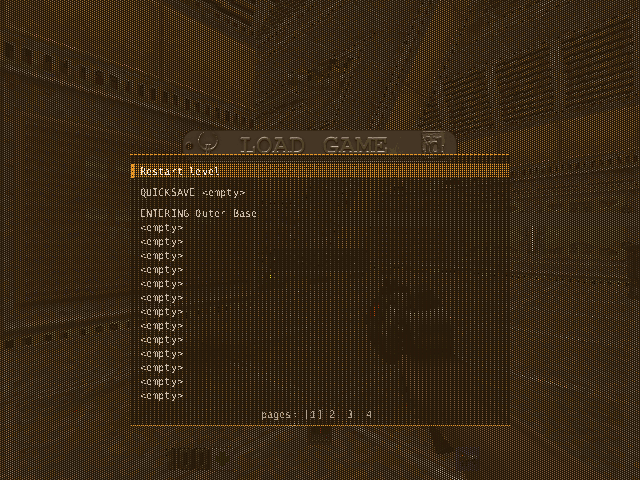 LOAD GAME
Restart level
QUICKSAVE <empty>
ENTERING Outer Base
<empty>
<empty>
<empty>
<empty>
<empty>
<empty>
<empty>
<empty>
<empty>
<empty>
<empty>
<empty>
<empty>
pages: [1] 2 3 4